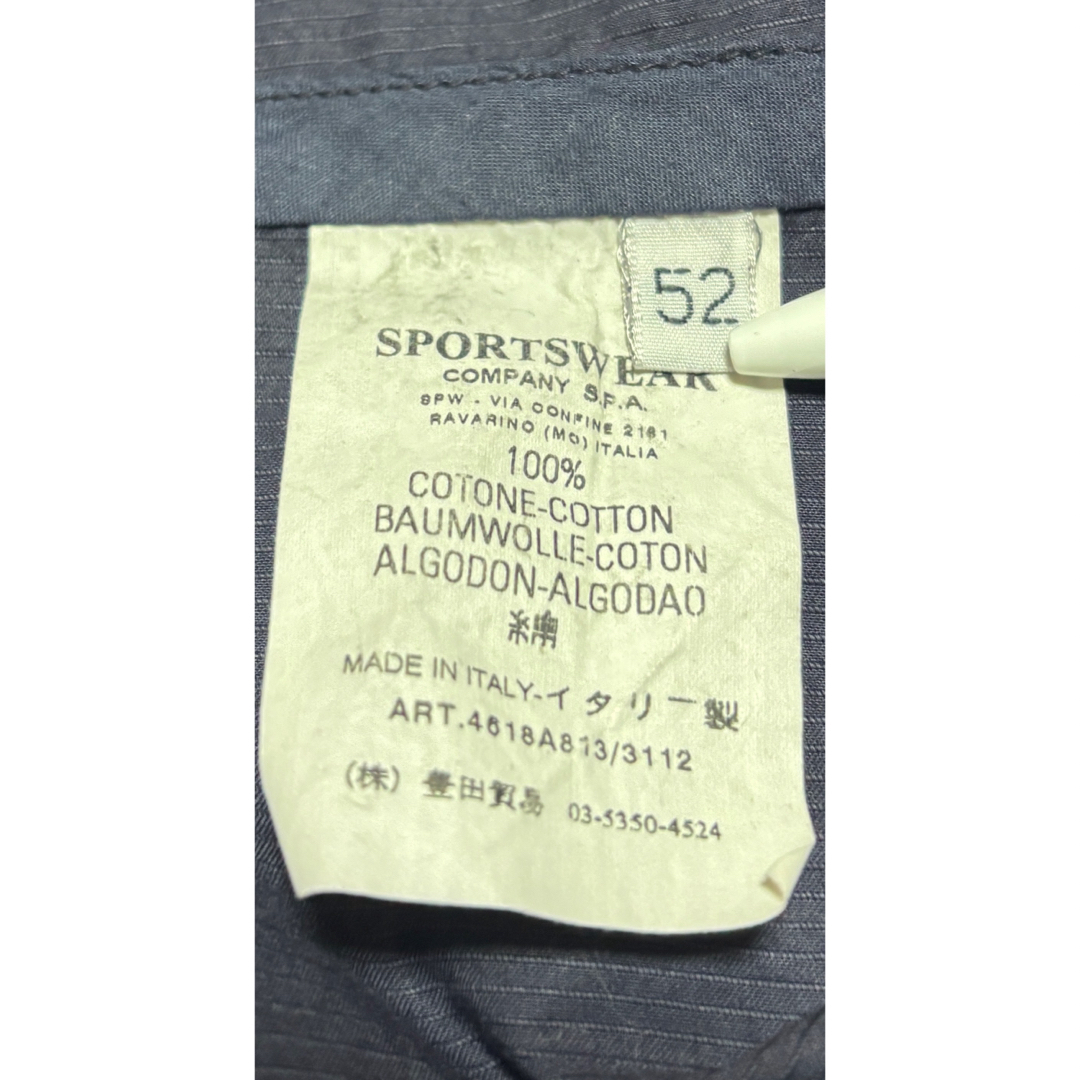 52
SPORTSWEAR
COMPANY S.P.A.
SPW - VIA CONFINE 2161
RAVARINO (MO) ITALIA
100%
COTONE-COTTON
BAUMWOLLE-COTON
ALGODON-ALGODAO
綿
MADE IN ITALY-イタリー製
ART.4618A813/3112
(株) 豊田貿易 03-5350-4524